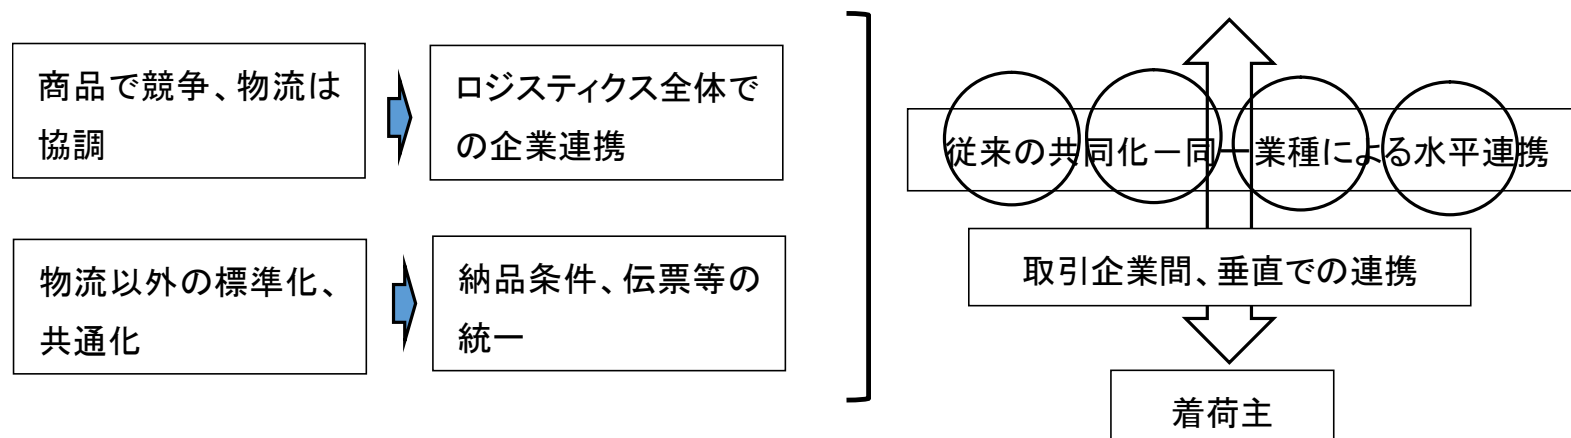 商品で競争、物流は
協調
ロジスティクス全体で
の企業連携
物流以外の標準化、
共通化
納品条件、伝票等の
統一
従来の共同化－同一業種による水平連携
取引企業間、垂直での連携
着荷主